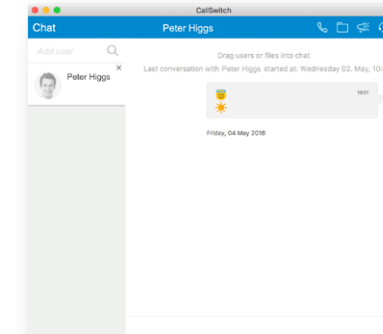 CallSwitch
Chat
Peter Higgs
Add user
Peter Higgs
Drag users or files into chat
Last conversation with Peter Higgs started at: Wednesday 02. May, 10:
Friday, 04 May 2018